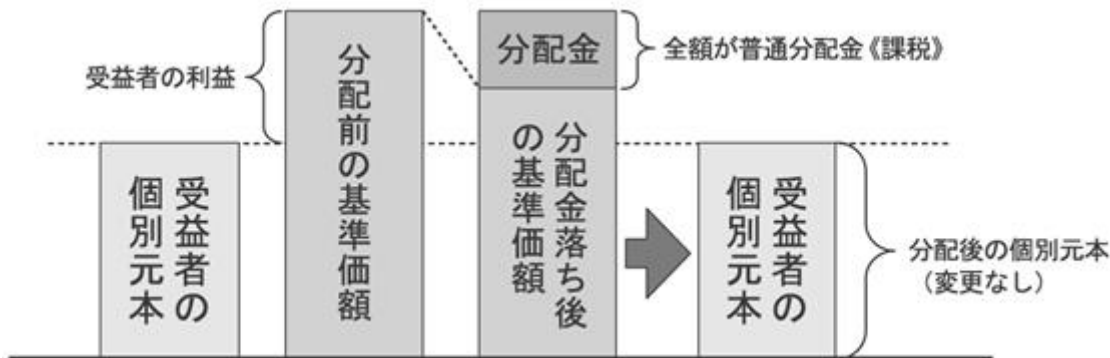 受益者の利益
受益者の
個別元本
分配前の基準価額
分配金
全額が普通分配金《課税》
分配金落ち後
の基準価額
受益者の
個別元本
分配後の個別元本
（変更なし）